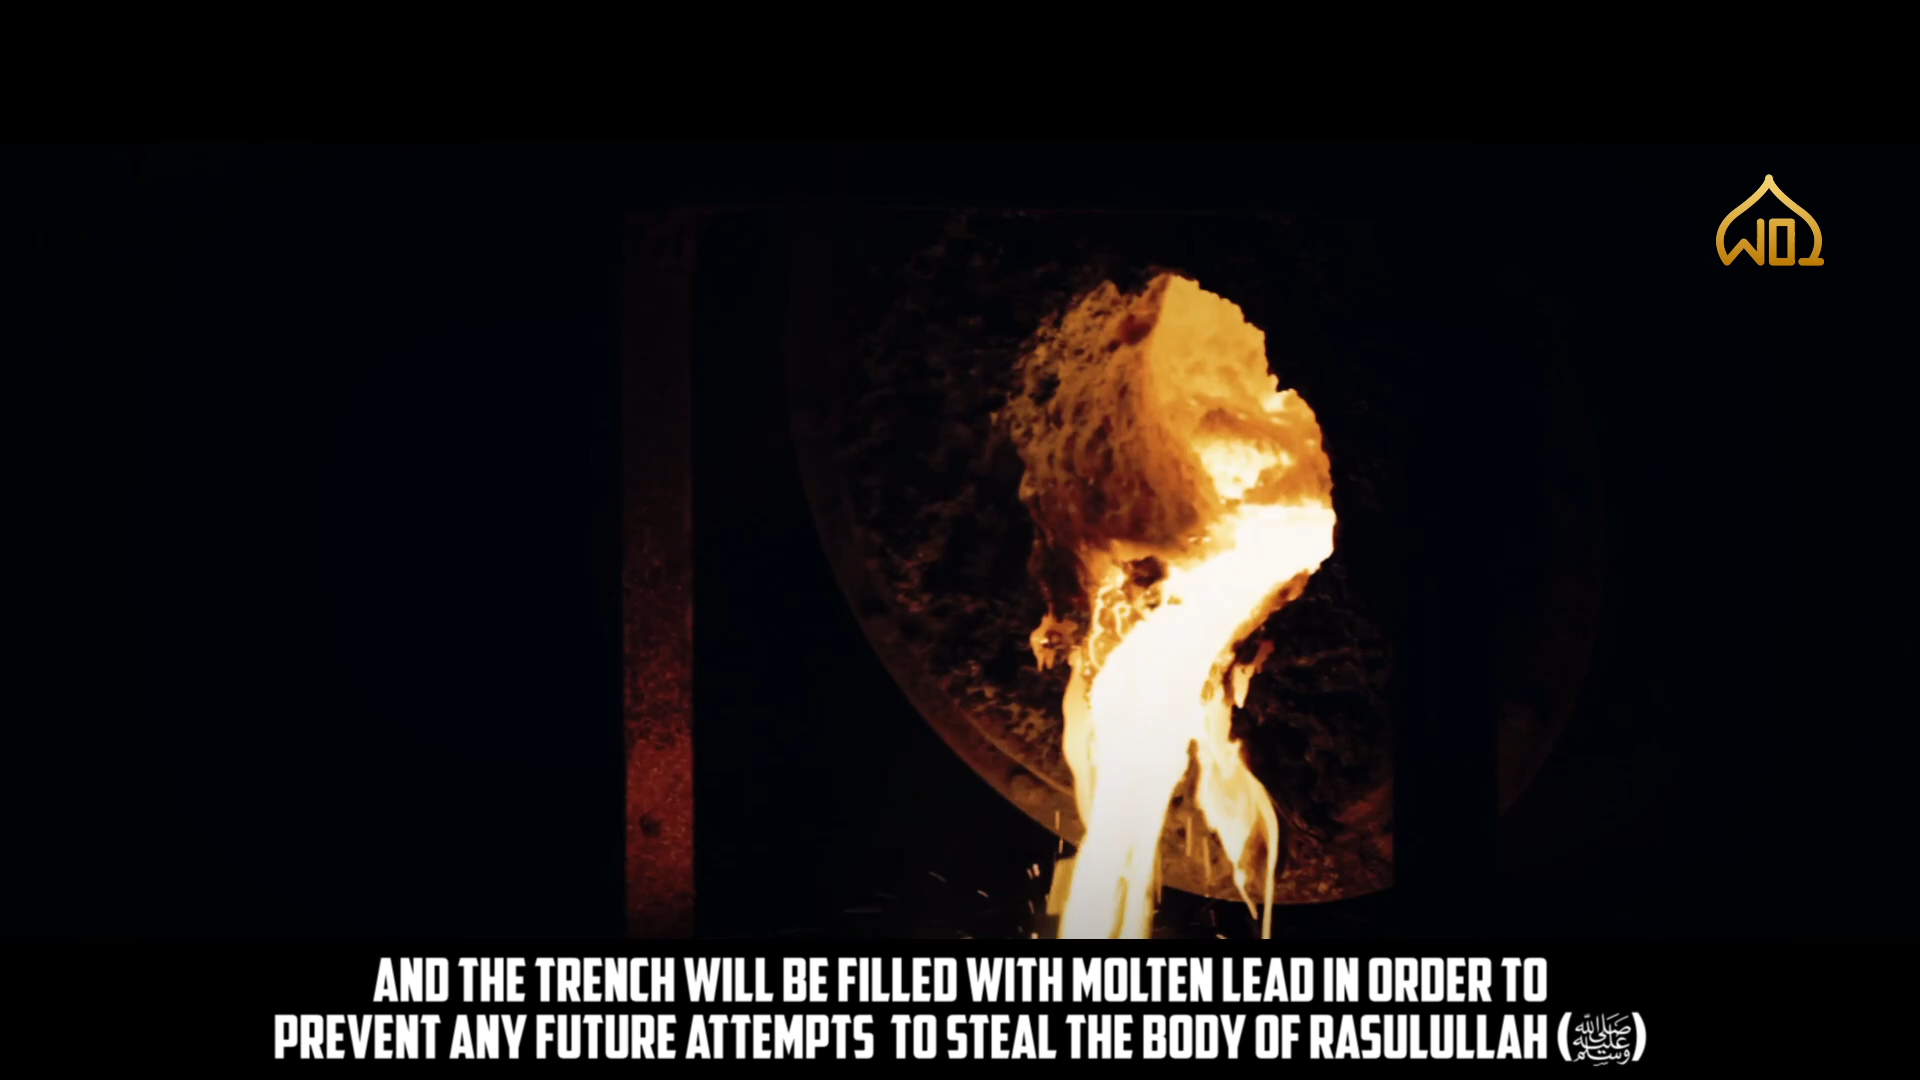 AND THE TRENCH WILL BE FILLED WITH MOLTEN LEAD IN ORDER TO
PREVENT ANY FUTURE ATTEMPTS TO STEAL THE BODY OF RASULULLAH (ﷺ)